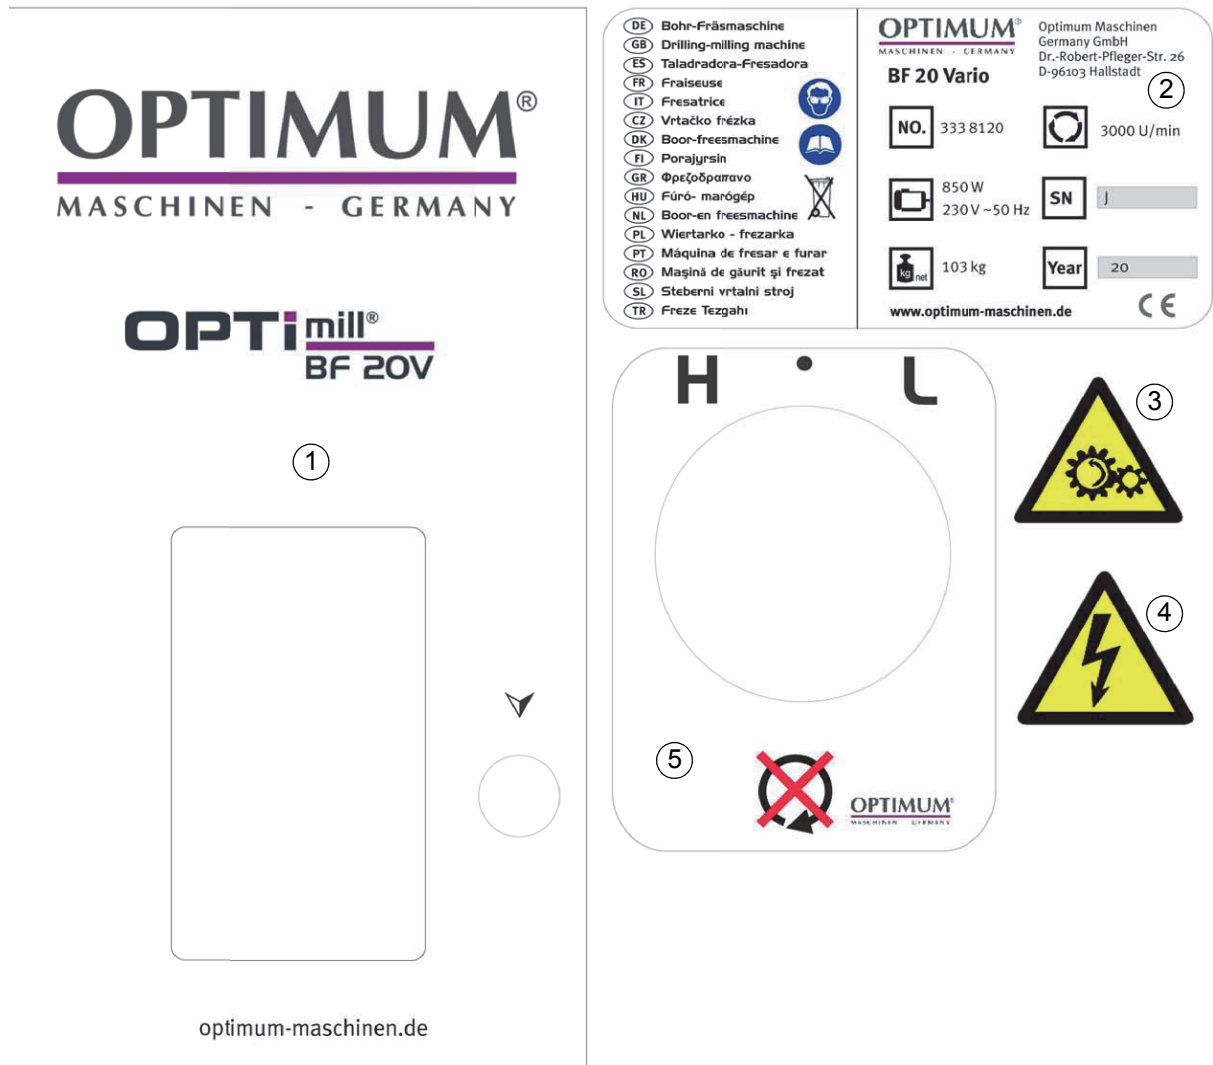 OPTIMUM®
MASCHINEN - GERMANY
OPTi mill®
BF 20V
1
optimum-maschinen.de
DE Bohr-Fräsmaschine
GB Drilling-milling machine
ES Taladradora-Fresadora
FR Fraiseuse
IT Fresatrice
CZ Vrtačko frézka
DK Boor-freesmachine
FI Porajyrsin
GR Φρεζοδραπανο
HU Fúró- marógép
NL Boor-en freesmachine
PL Wiertarko - frezarka
PT Máquina de fresar e furar
RO Maşină de găurit şi frezat
SL Steberni vrtalni stroj
TR Freze Tezgahı
OPTIMUM®
MASCHINEN - GERMANY
Optimum Maschinen
Germany GmbH
Dr.-Robert-Pfleger-Str. 26
D-96103 Hallstadt
BF 20 Vario
2
NO. 333 8120
3000 U/min
850 W
230 V ~50 Hz
SN J
kg net 103 kg
Year 20
www.optimum-maschinen.de
CE
H • L
3
4
5
OPTIMUM®
MASCHINEN GERMANY